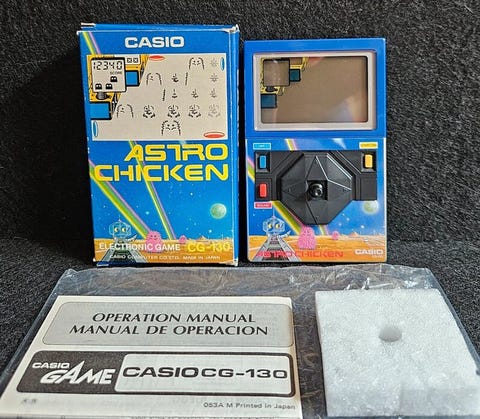 CASIO
12340
SCORE
ASTRO
CHICKEN
ELECTRONIC GAME CG-130
CASIO COMPUTER CO.,LTD. MADE IN JAPAN
SOUND
CASIO
ASTRO CHICKEN
OPERATION MANUAL
MANUAL DE OPERACION
CASIO
GAME
CASIO CG-130
053A M Printed in Japan